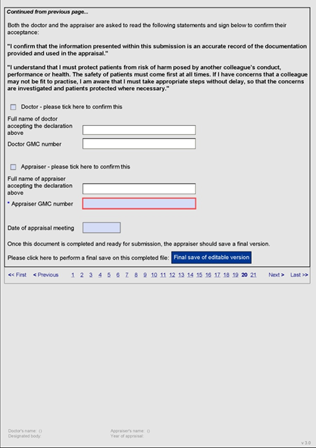 Continued from previous page...
Both the doctor and the appraiser are asked to read the following statements and sign below to confirm their
acceptance:
"I confirm that the information presented within this submission is an accurate record of the documentation
provided and used in the appraisal."
"I understand that I must protect patients from risk of harm posed by another colleague's conduct,
performance or health. The safety of patients must come first at all times. If I have concerns that a colleague
may not be fit to practise, I am aware that I must take appropriate steps without delay, so that the concerns
are investigated and patients protected where necessary."
Doctor - please tick here to confirm this
Full name of doctor
accepting the declaration
above
Doctor GMC number
Appraiser - please tick here to confirm this
Full name of appraiser
accepting the declaration
above
* Appraiser GMC number
Date of appraisal meeting
Once this document is completed and ready for submission, the appraiser should save a final version.
Please click here to perform a final save on this completed file: Final save of editable version
<< First < Previous 1 2 3 4 5 6 7 8 9 10 11 12 13 14 15 16 17 18 19 20 21 Next > Last >>
Doctor's name :
Appraiser's name :
Designated body:
Year of appraisal: